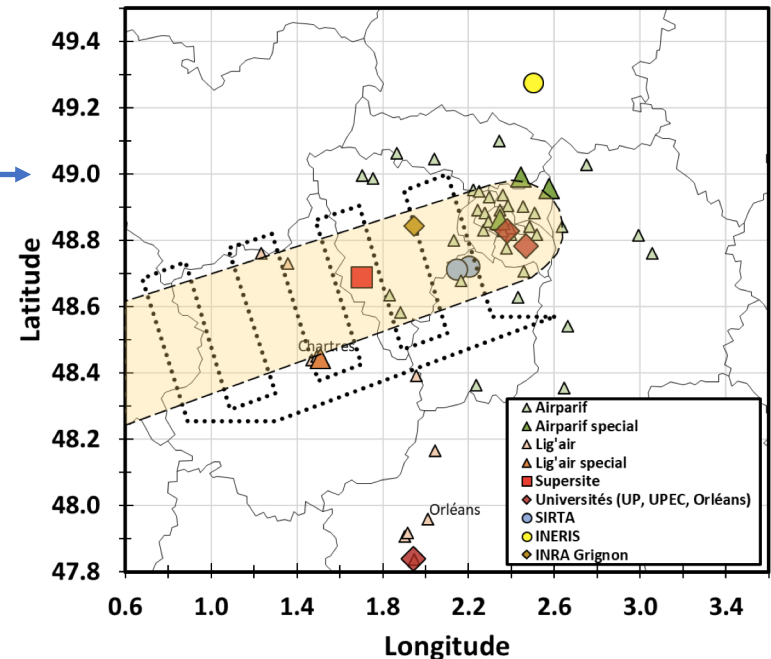 49.4
49.2
49.0
48.8
48.6
48.4
48.2
48.0
47.8
Latitude
Chartres
Orléans
Airparif
Airparif special
Lig'air
Lig'air special
Supersite
Universités (UP, UPEC, Orléans)
SIRTA
INERIS
INRA Grignon
0.6 1.0 1.4 1.8 2.2 2.6 3.0 3.4
Longitude